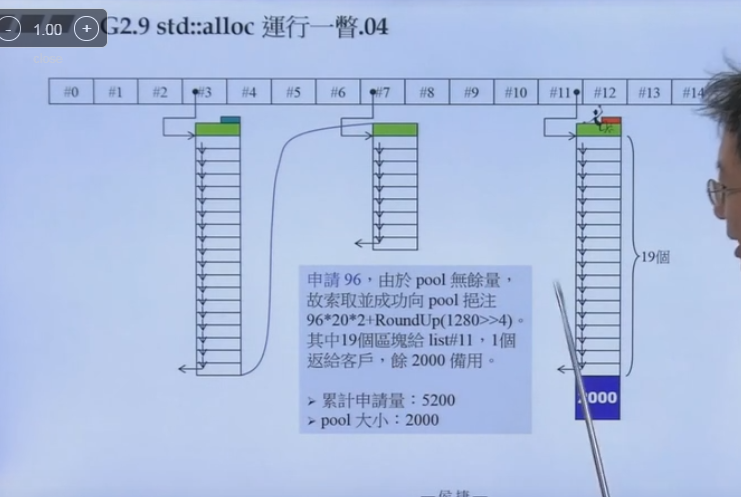 1.00
G2.9 std::alloc 運行一瞥.04
#0 #1 #2 #3 #4 #5 #6 #7 #8 #9 #10 #11 #12 #13 #14
19個
申請 96，由於 pool 無餘量，
故索取並成功向 pool 挹注
96*20*2+RoundUp(1280>>4)。
其中19個區塊給 list#11，1個
返給客戶，餘 2000 備用。
➢ 累計申請量：5200
➢ pool 大小：2000
2000